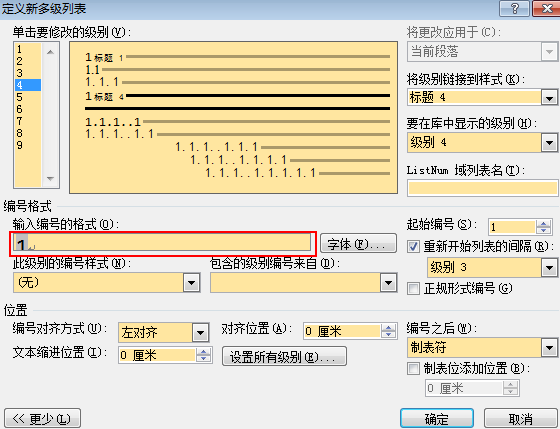 定义新多级列表
单击要修改的级别(V):
1
2
3
4
5
6
7
8
9
1 标题 1
1.1
1.1.1
1 标题 4
1.1.1..1
1.1.1..1.1
1.1.1..1.1.1
1.1.1..1.1.1.1
1.1.1..1.1.1.1.1
将更改应用于(C):
当前段落
将级别链接到样式(K):
标题 4
要在库中显示的级别(H):
级别 4
ListNum 域列表名(T):
编号格式
输入编号的格式(O):
1
字体(F)...
此级别的编号样式(N):
(无)
包含的级别编号来自(D):
起始编号(S):
1
重新开始列表的间隔(R):
级别 3
正规形式编号(G)
位置
编号对齐方式(U):
左对齐
对齐位置(A):
0 厘米
文本缩进位置(I):
0 厘米
设置所有级别(E)...
编号之后(W):
制表符
制表位添加位置(B):
0 厘米
<< 更少(L)
确定
取消